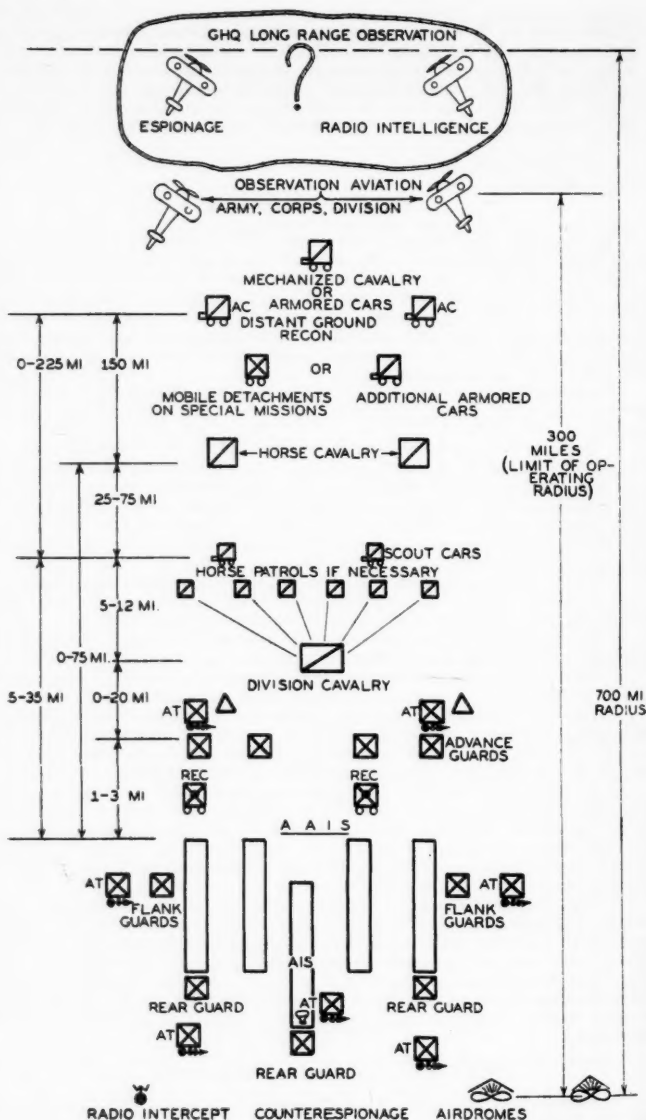 GHQ LONG RANGE OBSERVATION
?
ESPIONAGE
RADIO INTELLIGENCE
OBSERVATION AVIATION
ARMY, CORPS, DIVISION
MECHANIZED CAVALRY
OR
ARMORED CARS
AC
AC
DISTANT GROUND
RECON
0-225 MI
150 MI
OR
MOBILE DETACHMENTS
ON SPECIAL MISSIONS
ADDITIONAL ARMORED
CARS
300
MILES
(LIMIT OF OP-
ERATING
RADIUS)
HORSE CAVALRY
25-75 MI
SCOUT CARS
HORSE PATROLS IF NECESSARY
5-12 MI.
0-75 MI.
DIVISION CAVALRY
5-35 MI
0-20 MI
700 MI
RADIUS
AT
AT
ADVANCE
GUARDS
REC
REC
1-3 MI
A A I S
AT
FLANK
GUARDS
AT
FLANK
GUARDS
AIS
REAR GUARD
AT
REAR GUARD
AT
AT
REAR GUARD
RADIO INTERCEPT
COUNTERESPIONAGE
AIRDROMES